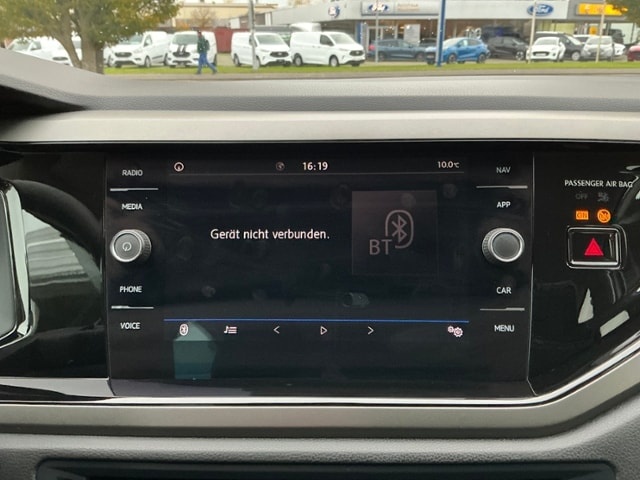 Ford
RADIO
MEDIA
PHONE
VOICE
16:19
10.0°C
Gerät nicht verbunden.
BT
NAV
APP
CAR
MENU
PASSENGER AIR BAG
OFF
ON